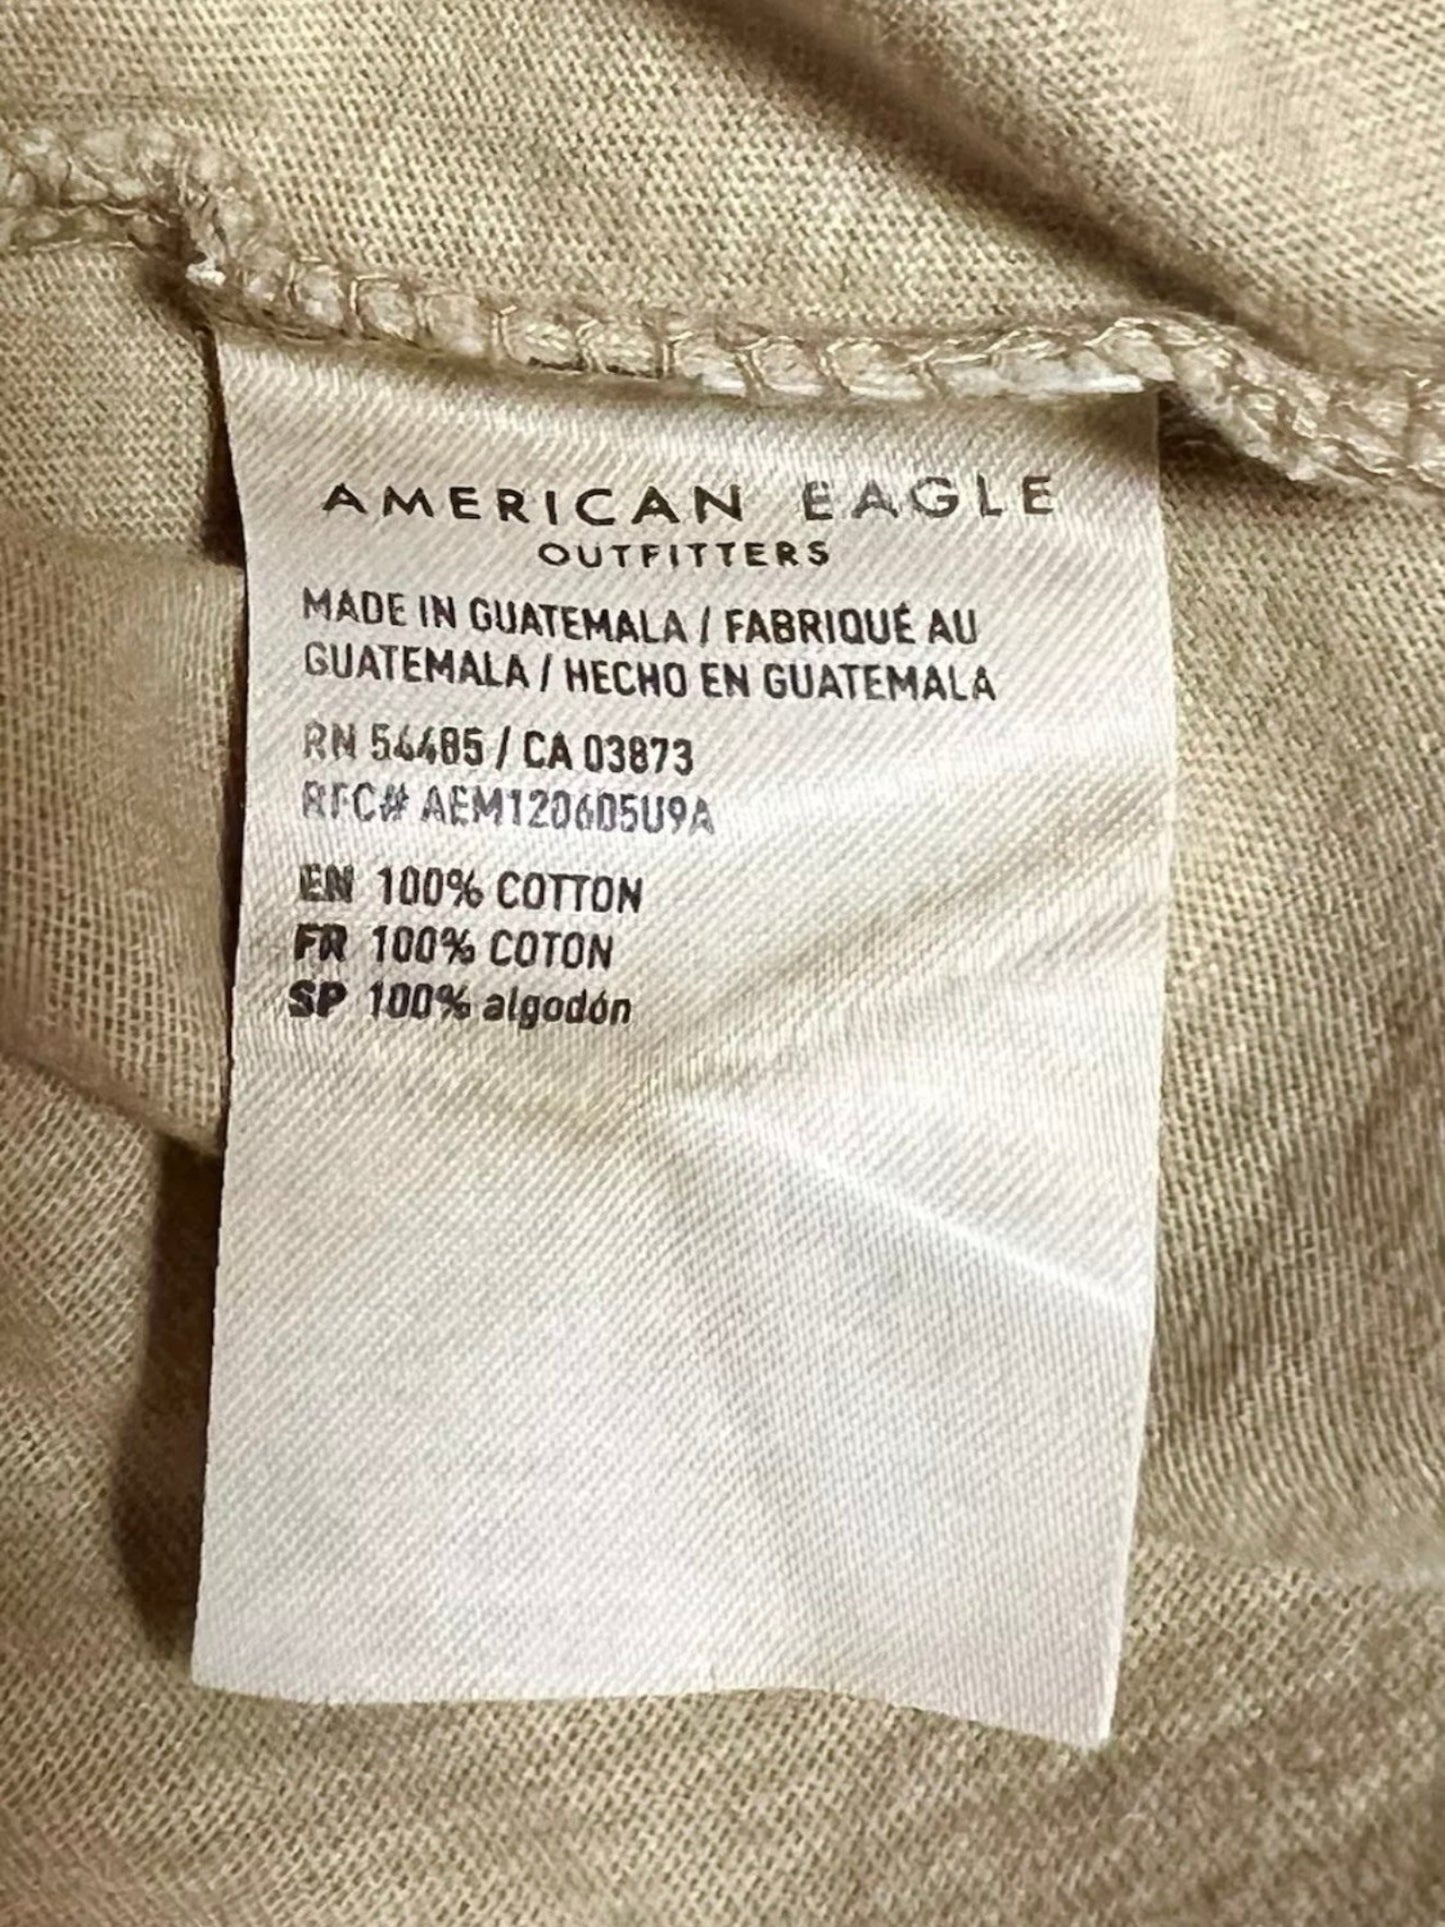 AMERICAN EAGLE
OUTFITTERS
MADE IN GUATEMALA / FABRIQUÉ AU
GUATEMALA / HECHO EN GUATEMALA
RN 54485 / CA 03873
RFC# AEM120605U9A
EN 100% COTTON
FR 100% COTON
SP 100% algodón